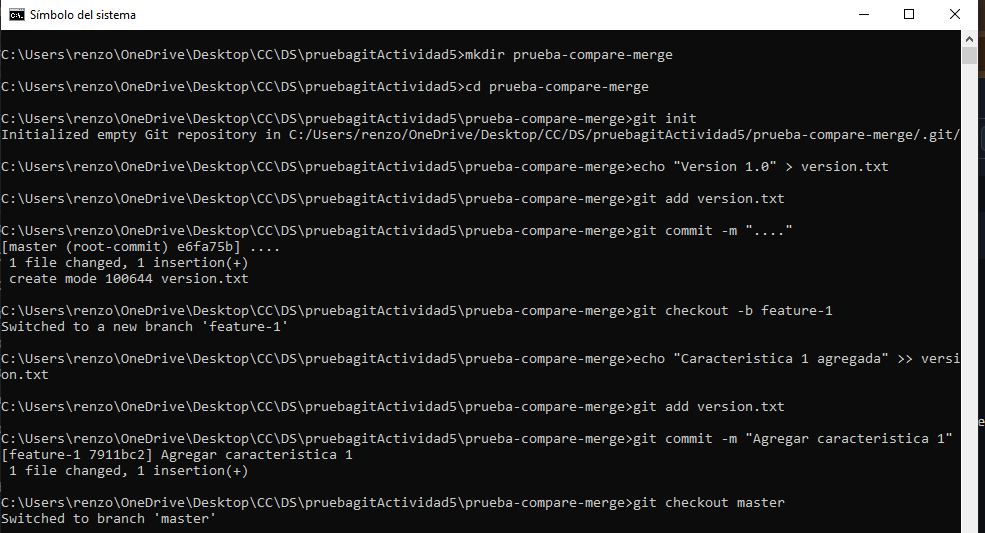 Símbolo del sistema
C:\Users\renzo\OneDrive\Desktop\CC\DS\pruebagitActividad5>mkdir prueba-compare-merge
C:\Users\renzo\OneDrive\Desktop\CC\DS\pruebagitActividad5>cd prueba-compare-merge
C:\Users\renzo\OneDrive\Desktop\CC\DS\pruebagitActividad5\prueba-compare-merge>git init
Initialized empty Git repository in C:/Users/renzo/OneDrive/Desktop/CC/DS/pruebagitActividad5/prueba-compare-merge/.git/
C:\Users\renzo\OneDrive\Desktop\CC\DS\pruebagitActividad5\prueba-compare-merge>echo "Version 1.0" > version.txt
C:\Users\renzo\OneDrive\Desktop\CC\DS\pruebagitActividad5\prueba-compare-merge>git add version.txt
C:\Users\renzo\OneDrive\Desktop\CC\DS\pruebagitActividad5\prueba-compare-merge>git commit -m "...."
[master (root-commit) e6fa75b] ....
 1 file changed, 1 insertion(+)
 create mode 100644 version.txt
C:\Users\renzo\OneDrive\Desktop\CC\DS\pruebagitActividad5\prueba-compare-merge>git checkout -b feature-1
Switched to a new branch 'feature-1'
C:\Users\renzo\OneDrive\Desktop\CC\DS\pruebagitActividad5\prueba-compare-merge>echo "Caracteristica 1 agregada" >> versi
on.txt
C:\Users\renzo\OneDrive\Desktop\CC\DS\pruebagitActividad5\prueba-compare-merge>git add version.txt
C:\Users\renzo\OneDrive\Desktop\CC\DS\pruebagitActividad5\prueba-compare-merge>git commit -m "Agregar caracteristica 1"
[feature-1 7911bc2] Agregar caracteristica 1
 1 file changed, 1 insertion(+)
C:\Users\renzo\OneDrive\Desktop\CC\DS\pruebagitActividad5\prueba-compare-merge>git checkout master
Switched to branch 'master'